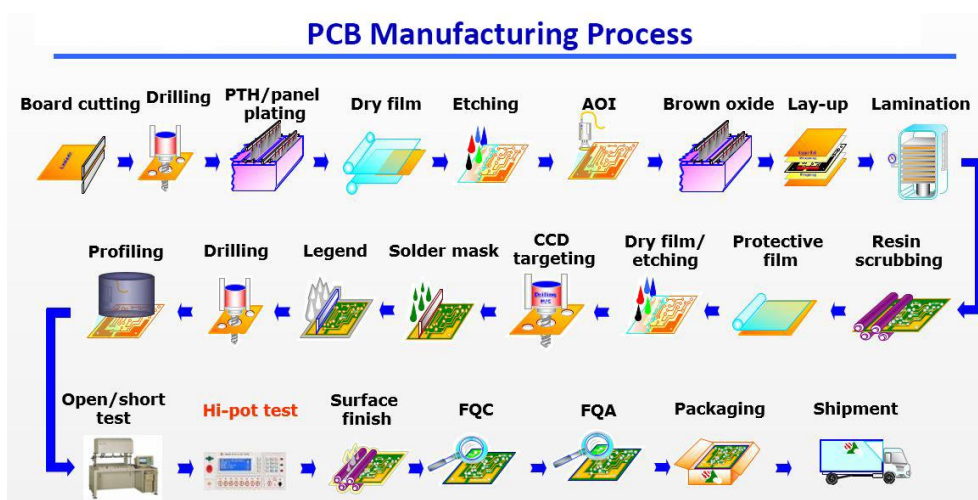 PCB Manufacturing Process
Board cutting
Drilling
PTH/panel
plating
Dry film
Etching
AOI
Brown oxide
Lay-up
Lamination
Profiling
Drilling
Legend
Solder mask
CCD
targeting
Drilling
M/C
Dry film/
etching
Protective
film
Resin
scrubbing
Open/short
test
Hi-pot test
Surface
finish
FQC
FQA
Packaging
Shipment